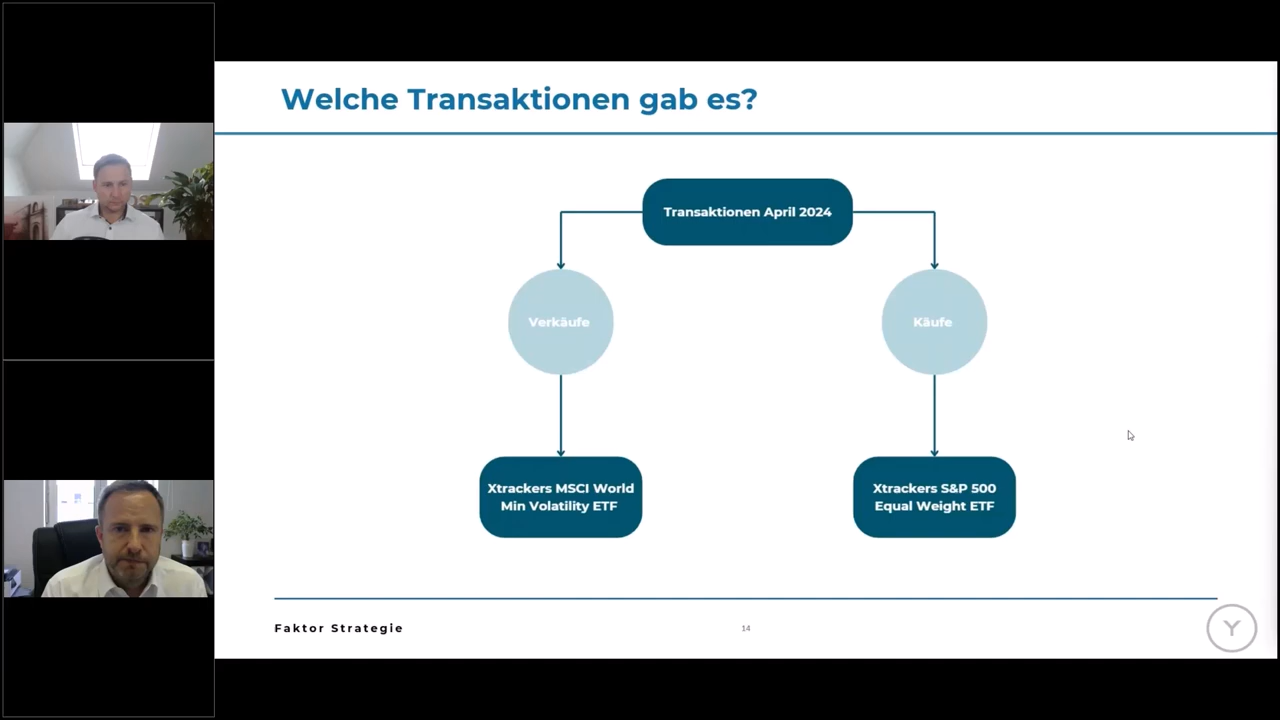 Welche Transaktionen gab es?
Transaktionen April 2024
Verkäufe
Käufe
Xtrackers MSCI World
Min Volatility ETF
Xtrackers S&P 500
Equal Weight ETF
Faktor Strategie
14
Y